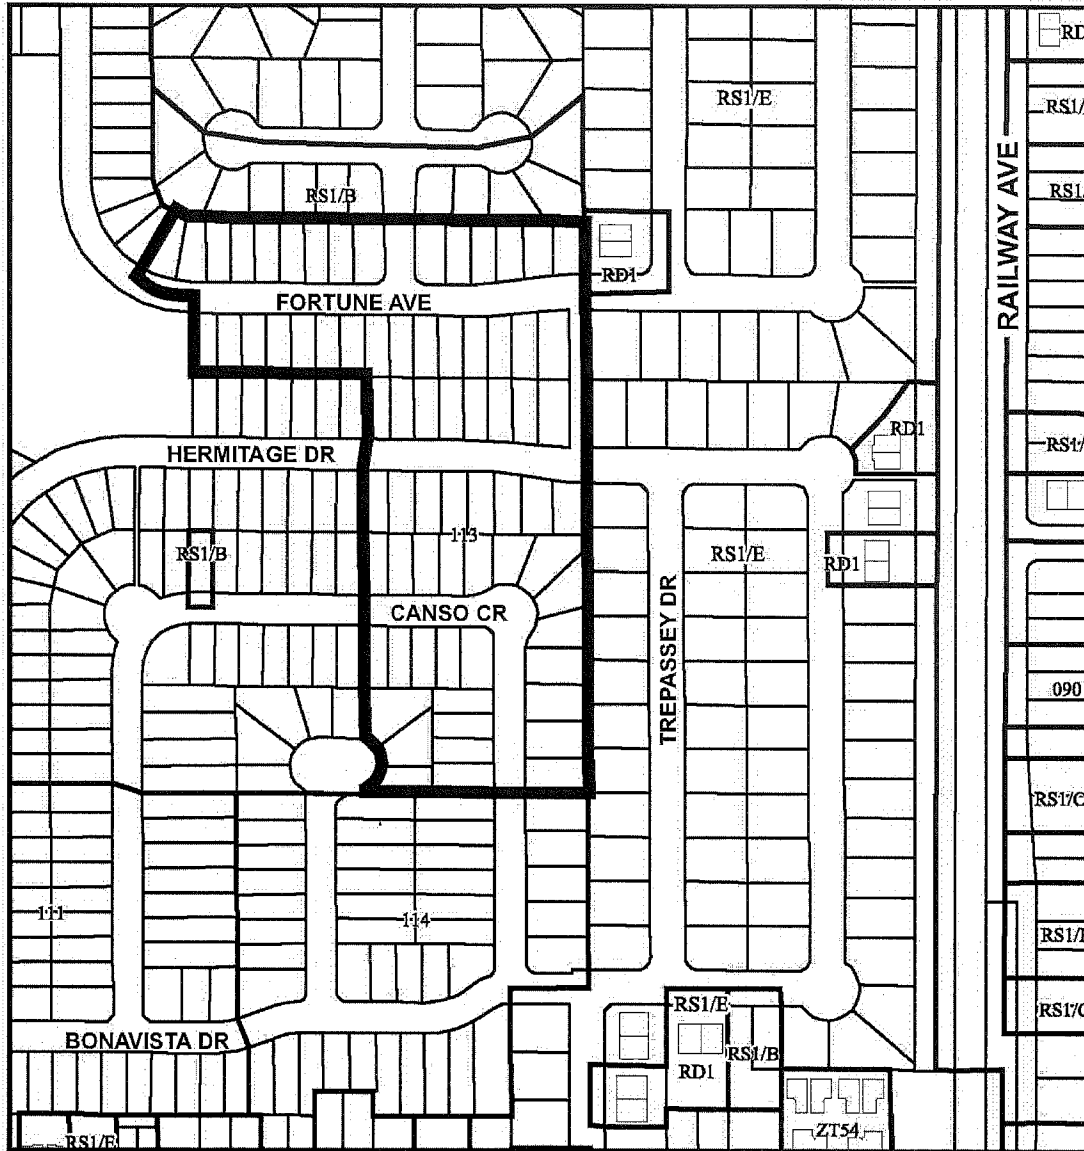 RD
RS1/E
RS1/
RAILWAY AVE
RS1/B
RS1
RD1
FORTUNE AVE
RD1
RS1/
HERMITAGE DR
113
RS1/B
RS1/E
RD1
CANSO CR
TREPASSEY DR
090
RS1/C
111
114
RS1/
RS1/E
RS1/C
BONAVISTA DR
RS1/B
RD1
ZT54
RS1/E